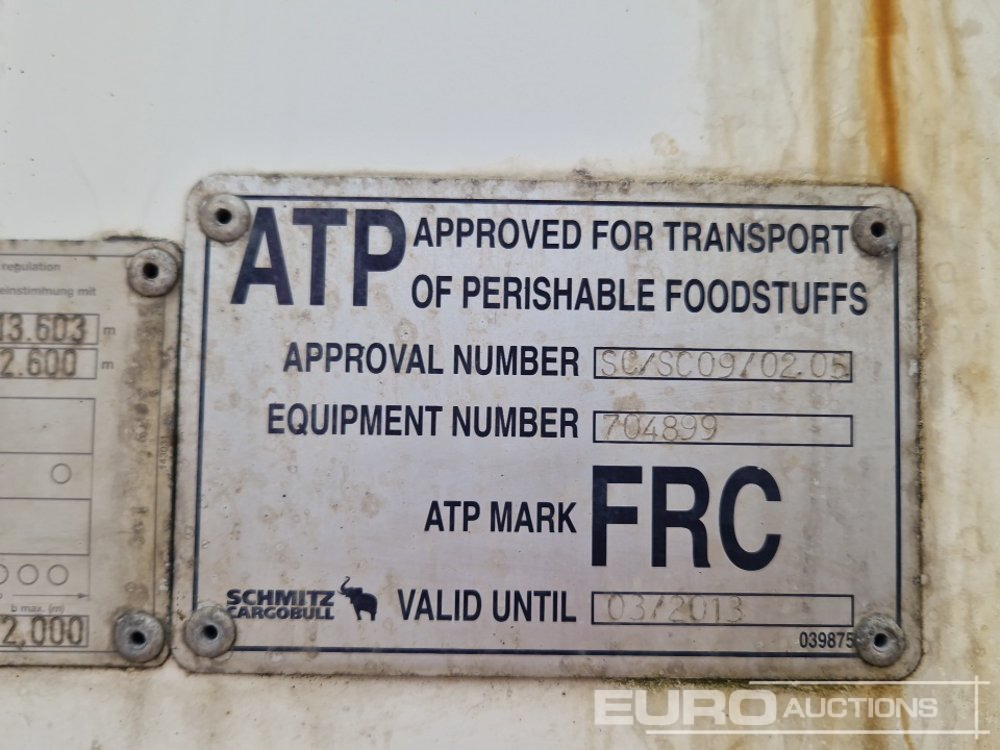 regulation
einstimmung mit
13.603 m
2.600 m
b max. (m)
2,000
ATP APPROVED FOR TRANSPORT
OF PERISHABLE FOODSTUFFS
APPROVAL NUMBER SC/SC09/02.05
EQUIPMENT NUMBER 704899
ATP MARK FRC
SCHMITZ
CARGOBULL
VALID UNTIL 03/2013
039875
EURO AUCTIONS